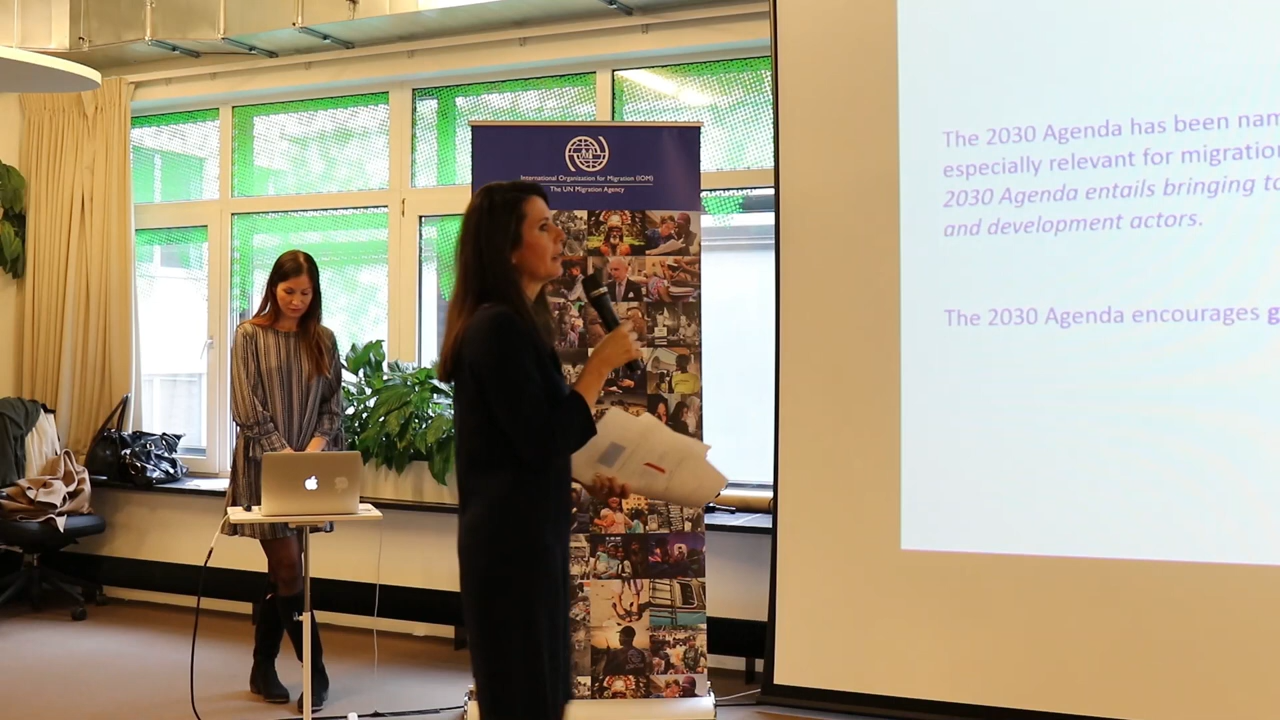 International Organization for Migration (IOM)
The UN Migration Agency
The 2030 Agenda has been nam
especially relevant for migration
2030 Agenda entails bringing to
and development actors.
The 2030 Agenda encourages g